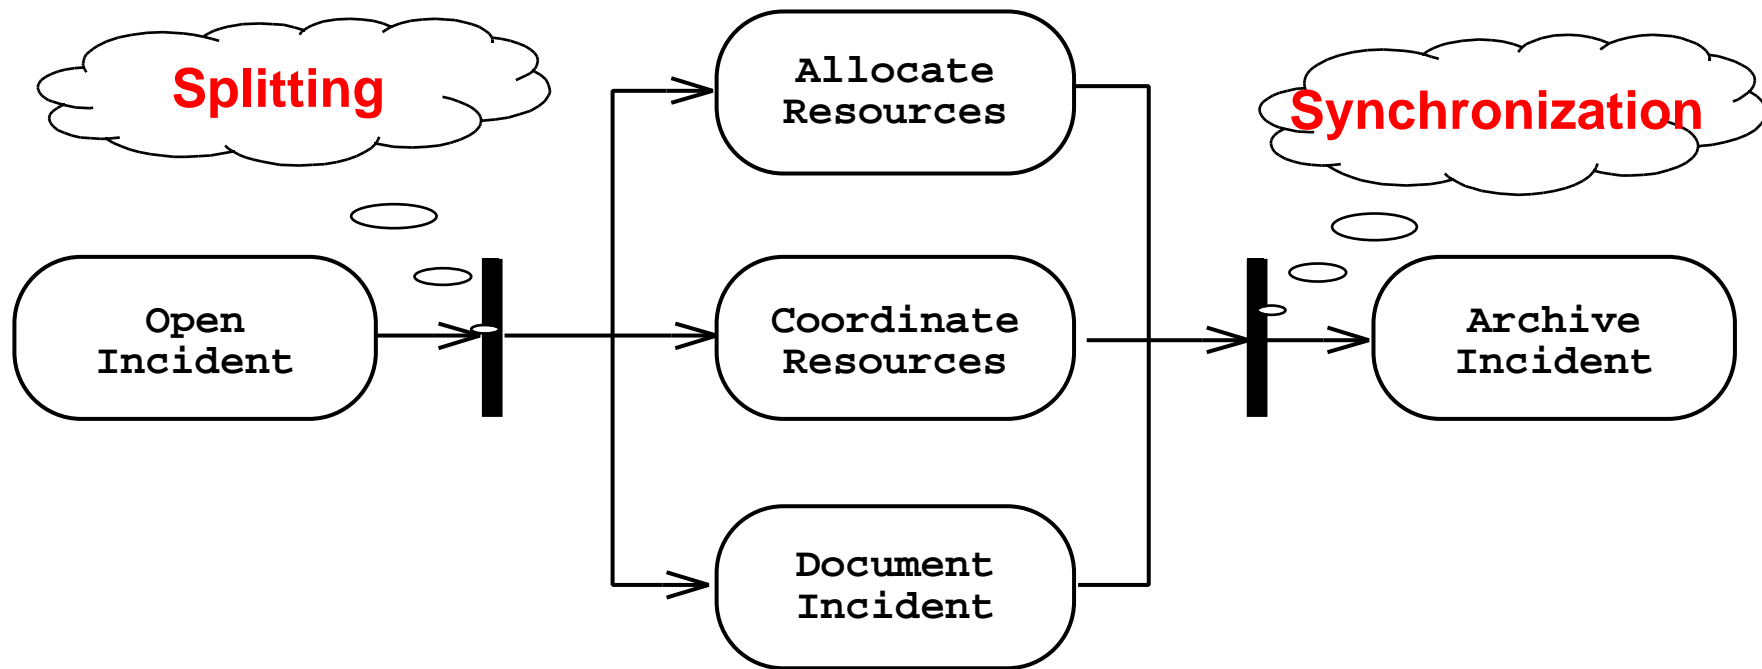 Splitting
Allocate
Resources
Synchronization
Open
Incident
Coordinate
Resources
Archive
Incident
Document
Incident